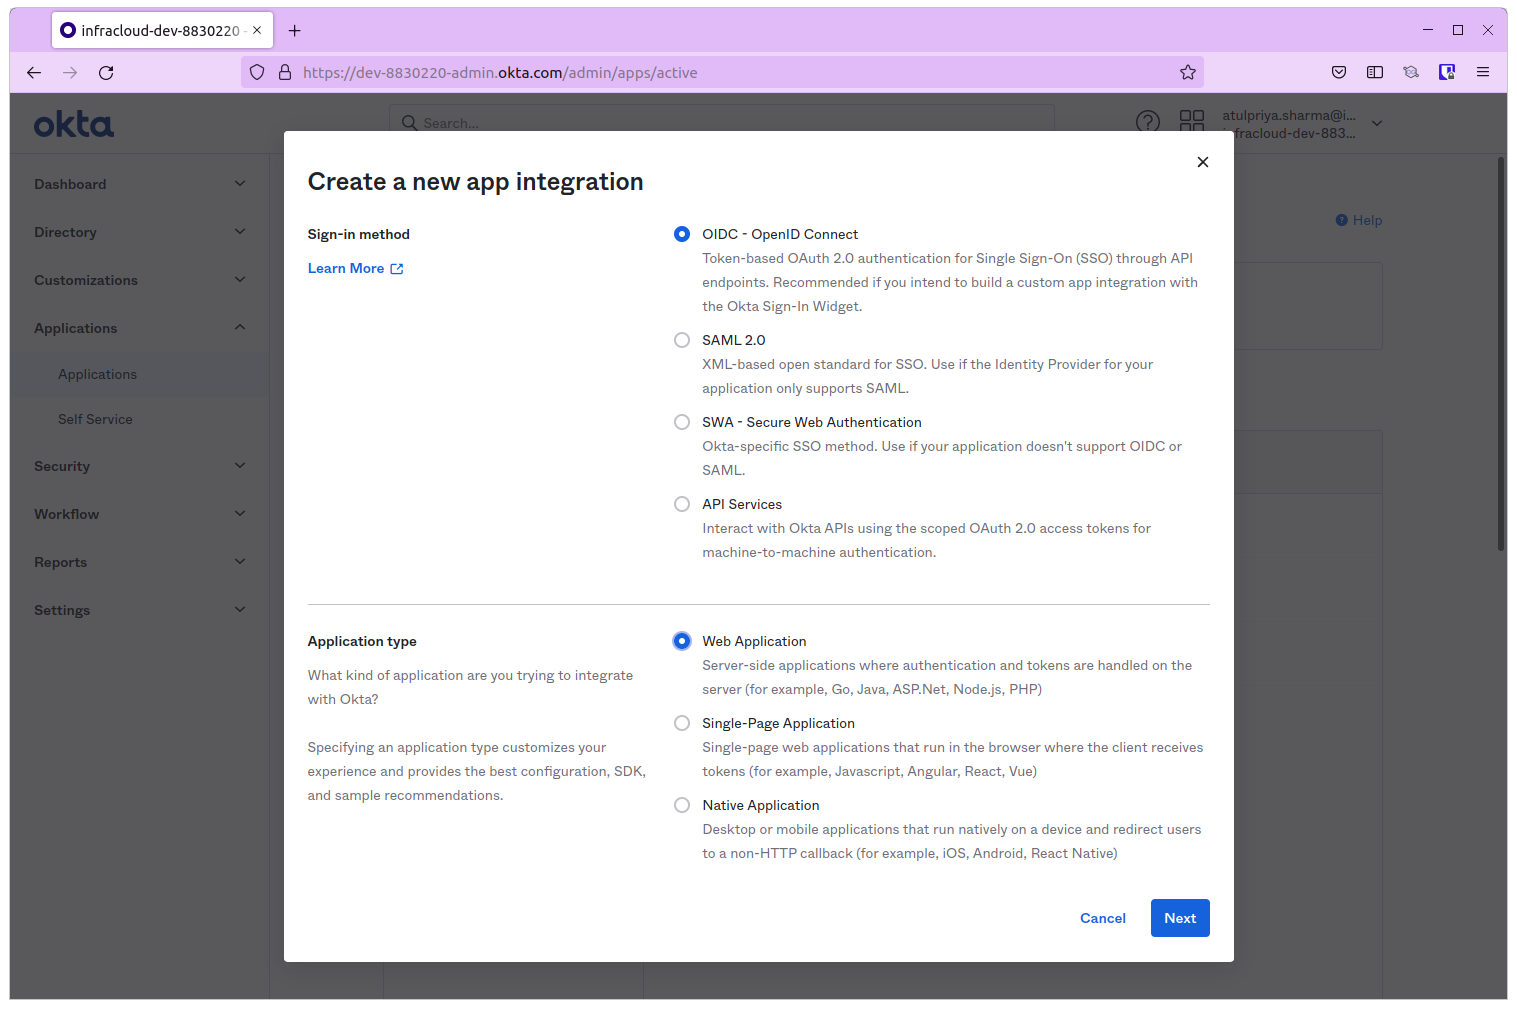 infracloud-dev-8830220 -
https://dev-8830220-admin.okta.com/admin/apps/active
okta
Search...
atulpriya.sharma@i...
infracloud-dev-883...
Dashboard
Directory
Customizations
Applications
Applications
Self Service
Security
Workflow
Reports
Settings
Help
Create a new app integration
Sign-in method
Learn More
OIDC - OpenID Connect
Token-based OAuth 2.0 authentication for Single Sign-On (SSO) through API
endpoints. Recommended if you intend to build a custom app integration with
the Okta Sign-In Widget.
SAML 2.0
XML-based open standard for SSO. Use if the Identity Provider for your
application only supports SAML.
SWA - Secure Web Authentication
Okta-specific SSO method. Use if your application doesn't support OIDC or
SAML.
API Services
Interact with Okta APIs using the scoped OAuth 2.0 access tokens for
machine-to-machine authentication.
Application type
What kind of application are you trying to integrate
with Okta?
Specifying an application type customizes your
experience and provides the best configuration, SDK,
and sample recommendations.
Web Application
Server-side applications where authentication and tokens are handled on the
server (for example, Go, Java, ASP.Net, Node.js, PHP)
Single-Page Application
Single-page web applications that run in the browser where the client receives
tokens (for example, Javascript, Angular, React, Vue)
Native Application
Desktop or mobile applications that run natively on a device and redirect users
to a non-HTTP callback (for example, iOS, Android, React Native)
Cancel
Next